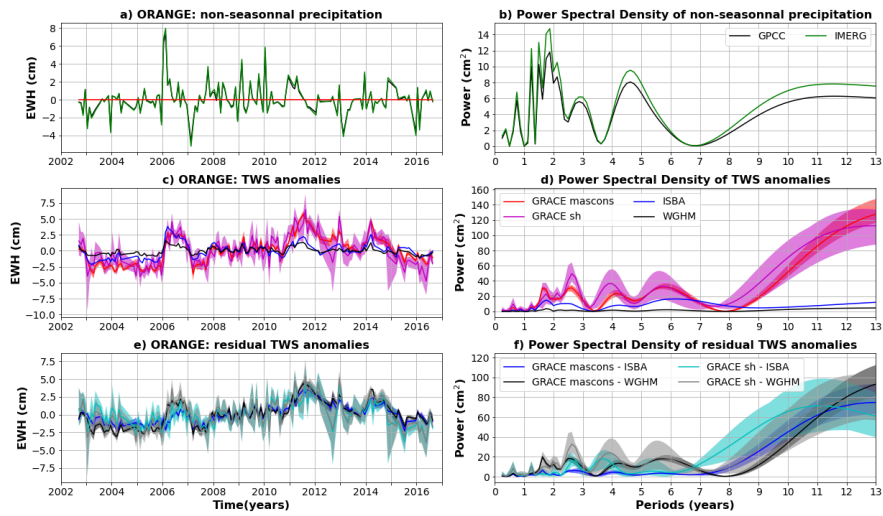 a) ORANGE: non-seasonnal precipitation
EWH (cm)
8
6
4
2
0
−2
−4
2002 2004 2006 2008 2010 2012 2014 2016
b) Power Spectral Density of non-seasonnal precipitation
GPCC IMERG
Power (cm²)
14
12
10
8
6
4
2
0
0 1 2 3 4 5 6 7 8 9 10 11 12 13
c) ORANGE: TWS anomalies
EWH (cm)
7.5
5.0
2.5
0.0
−2.5
−5.0
−7.5
−10.0
2002 2004 2006 2008 2010 2012 2014 2016
d) Power Spectral Density of TWS anomalies
GRACE mascons ISBA
GRACE sh WGHM
Power (cm²)
160
140
120
100
80
60
40
20
0
0 1 2 3 4 5 6 7 8 9 10 11 12 13
e) ORANGE: residual TWS anomalies
EWH (cm)
7.5
5.0
2.5
0.0
−2.5
−5.0
−7.5
2002 2004 2006 2008 2010 2012 2014 2016
Time(years)
f) Power Spectral Density of residual TWS anomalies
GRACE mascons - ISBA GRACE sh - ISBA
GRACE mascons - WGHM GRACE sh - WGHM
Power (cm²)
120
100
80
60
40
20
0
0 1 2 3 4 5 6 7 8 9 10 11 12 13
Periods (years)